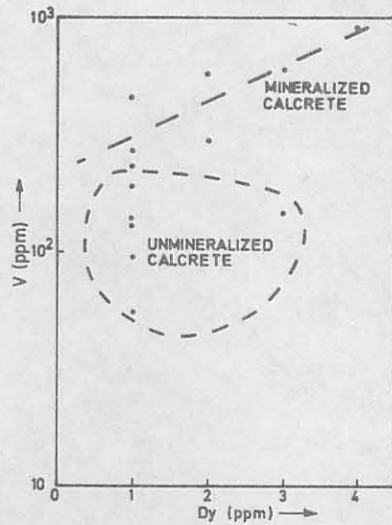 10³
MINERALIZED
CALCRETE
V (ppm)
10²
UNMINERALIZED
CALCRETE
10
0 1 2 3 4
Dy (ppm)